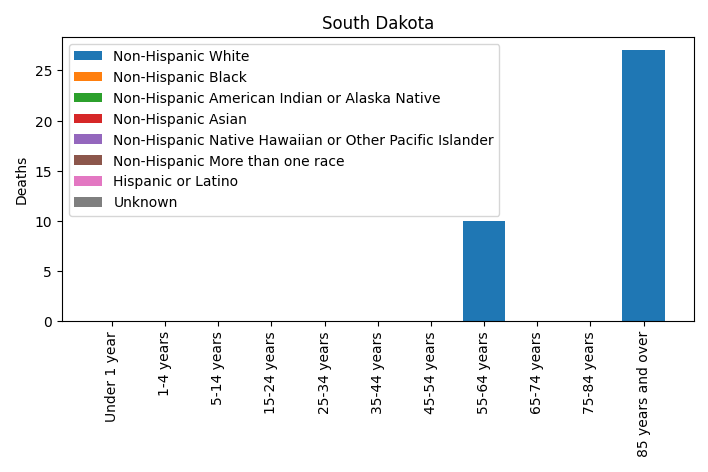 South Dakota
Deaths
25
20
15
10
5
0
Non-Hispanic White
Non-Hispanic Black
Non-Hispanic American Indian or Alaska Native
Non-Hispanic Asian
Non-Hispanic Native Hawaiian or Other Pacific Islander
Non-Hispanic More than one race
Hispanic or Latino
Unknown
Under 1 year
1-4 years
5-14 years
15-24 years
25-34 years
35-44 years
45-54 years
55-64 years
65-74 years
75-84 years
85 years and over